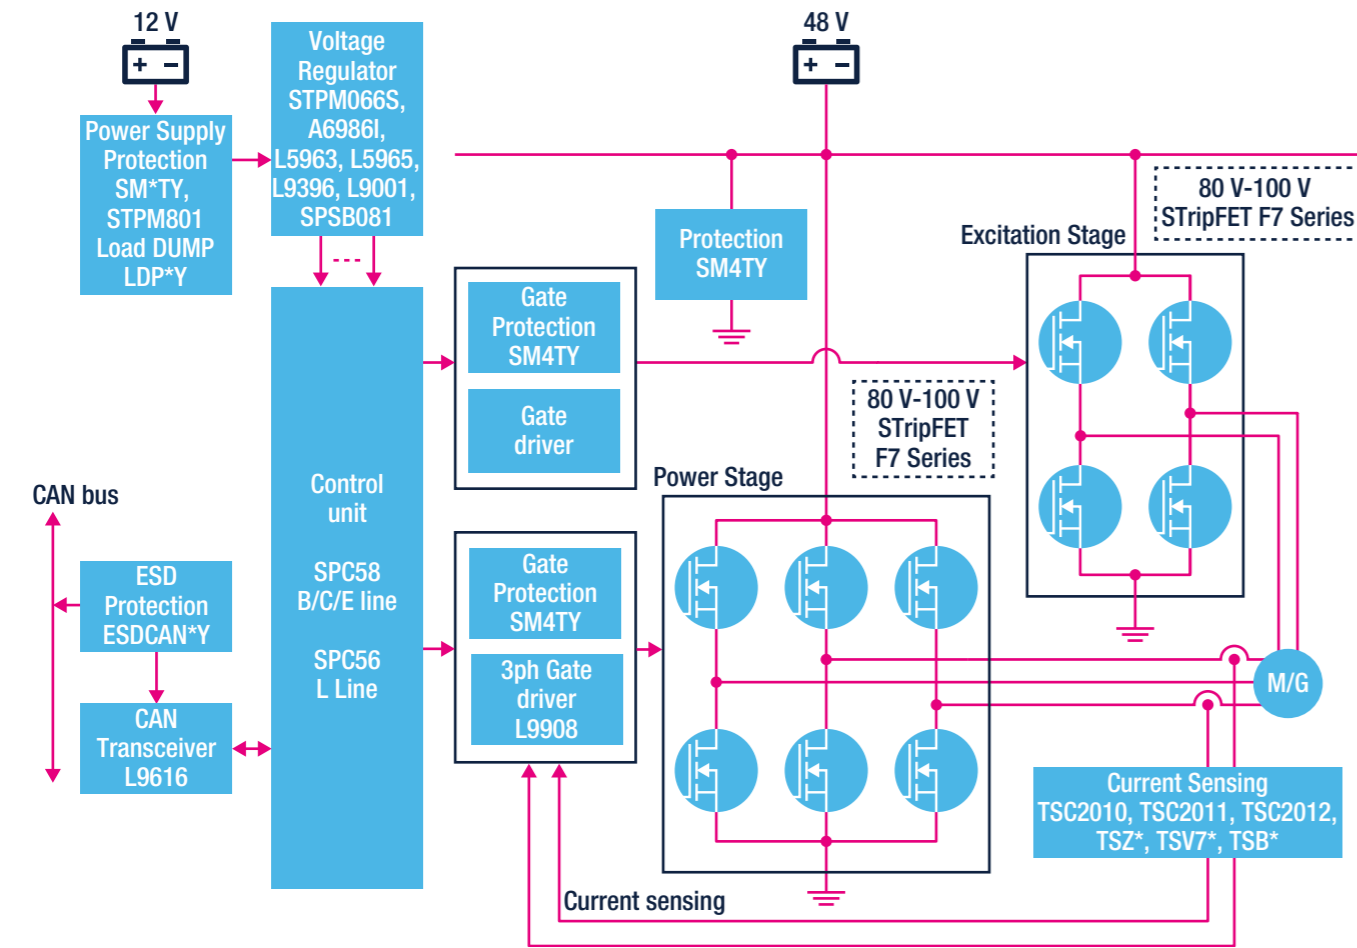 12 V
+ −
Power Supply
Protection
SM*TY,
STPM801
Load DUMP
LDP*Y
Voltage
Regulator
STPM066S,
A6986I,
L5963, L5965,
L9396, L9001,
SPSB081
48 V
+ −
Protection
SM4TY
80 V-100 V
STripFET F7 Series
Excitation Stage
Gate
Protection
SM4TY
Gate
driver
80 V-100 V
STripFET
F7 Series
Power Stage
Control
unit
SPC58
B/C/E line
SPC56
L Line
CAN bus
ESD
Protection
ESDCAN*Y
CAN
Transceiver
L9616
Gate
Protection
SM4TY
3ph Gate
driver
L9908
M/G
Current Sensing
TSC2010, TSC2011, TSC2012,
TSZ*, TSV7*, TSB*
Current sensing